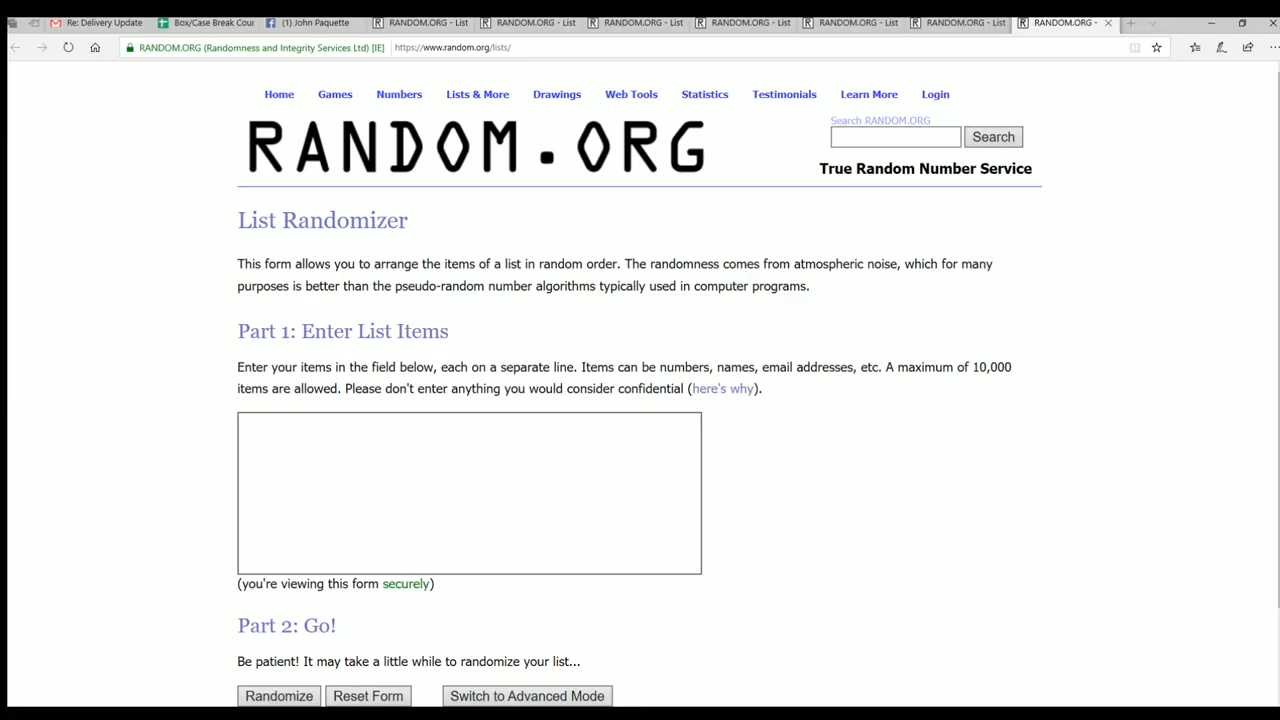 Re: Delivery Update
Box/Case Break Cou
(1) John Paquette
RANDOM.ORG - List
RANDOM.ORG - List
RANDOM.ORG - List
RANDOM.ORG - List
RANDOM.ORG - List
RANDOM.ORG - List
RANDOM.ORG -
RANDOM.ORG (Randomness and Integrity Services Ltd) [IE]
https://www.random.org/lists/
Home Games Numbers Lists & More Drawings Web Tools Statistics Testimonials Learn More Login
RANDOM.ORG
Search RANDOM.ORG
Search
True Random Number Service
List Randomizer
This form allows you to arrange the items of a list in random order. The randomness comes from atmospheric noise, which for many
purposes is better than the pseudo-random number algorithms typically used in computer programs.
Part 1: Enter List Items
Enter your items in the field below, each on a separate line. Items can be numbers, names, email addresses, etc. A maximum of 10,000
items are allowed. Please don't enter anything you would consider confidential (here's why).
(you're viewing this form securely)
Part 2: Go!
Be patient! It may take a little while to randomize your list...
Randomize Reset Form Switch to Advanced Mode